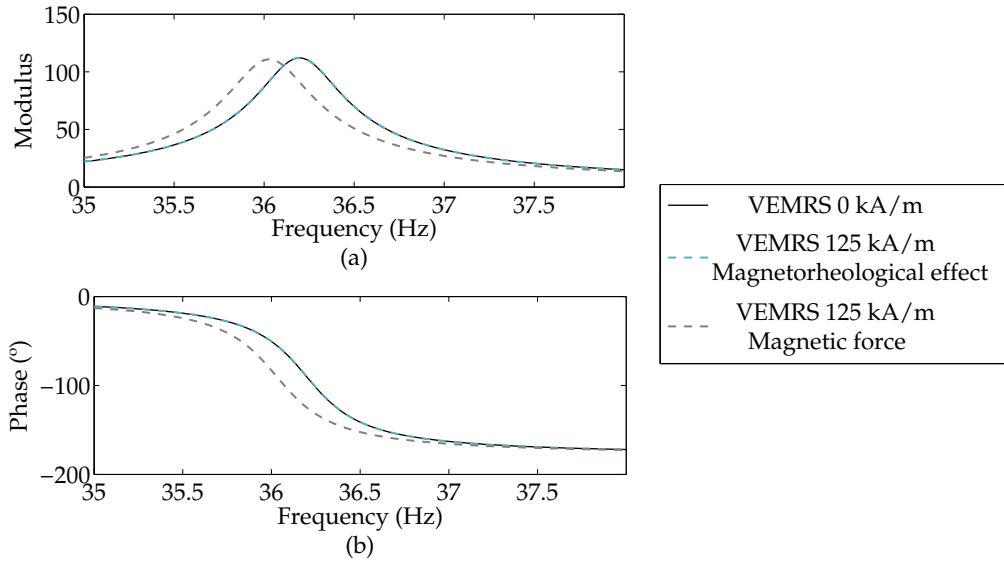 150
100
50
0
Modulus
35 35.5 36 36.5 37 37.5
Frequency (Hz)
(a)
0
−100
−200
Phase (º)
35 35.5 36 36.5 37 37.5
Frequency (Hz)
(b)
VEMRS 0 kA/m
VEMRS 125 kA/m
Magnetorheological effect
VEMRS 125 kA/m
Magnetic force